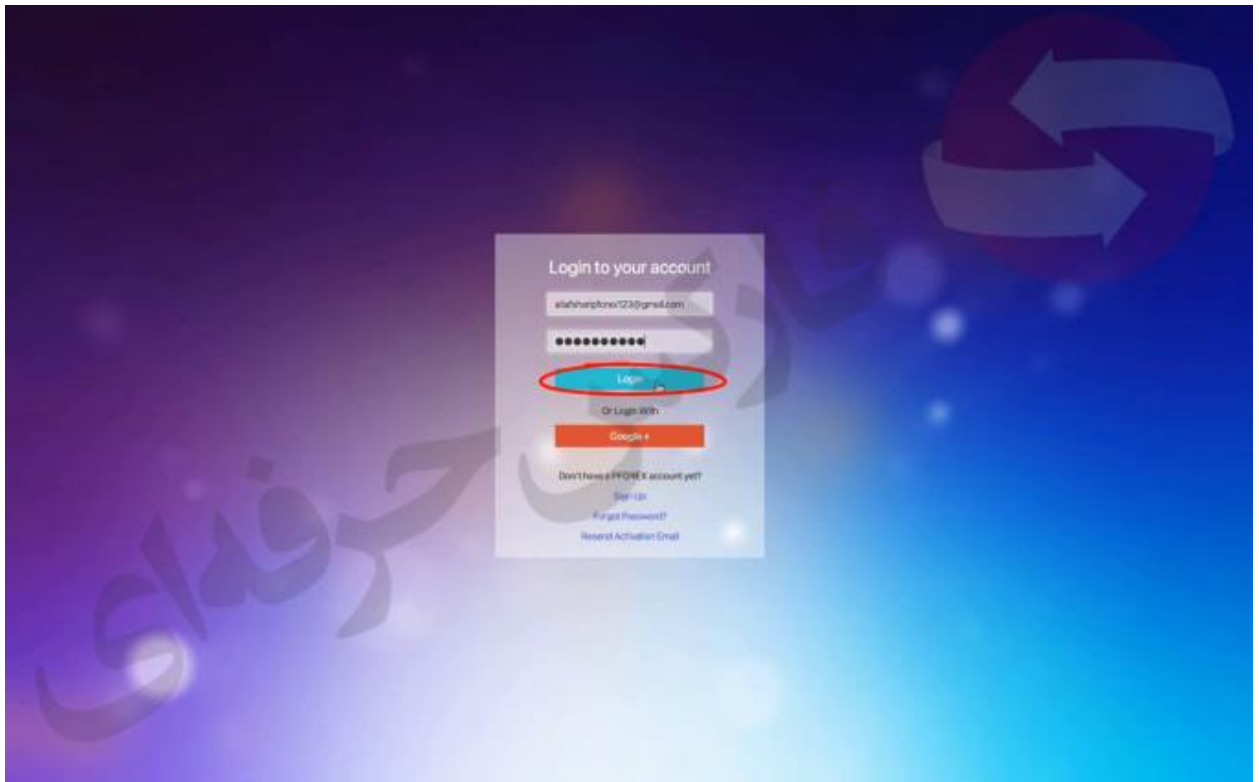 Login to your account
●●●●●●●●●●
Login
Or Login With
Google +
Don't have a PFOREX account yet?
Sign Up
Forgot Password?
Resend Activation Email
حرفه‌ای